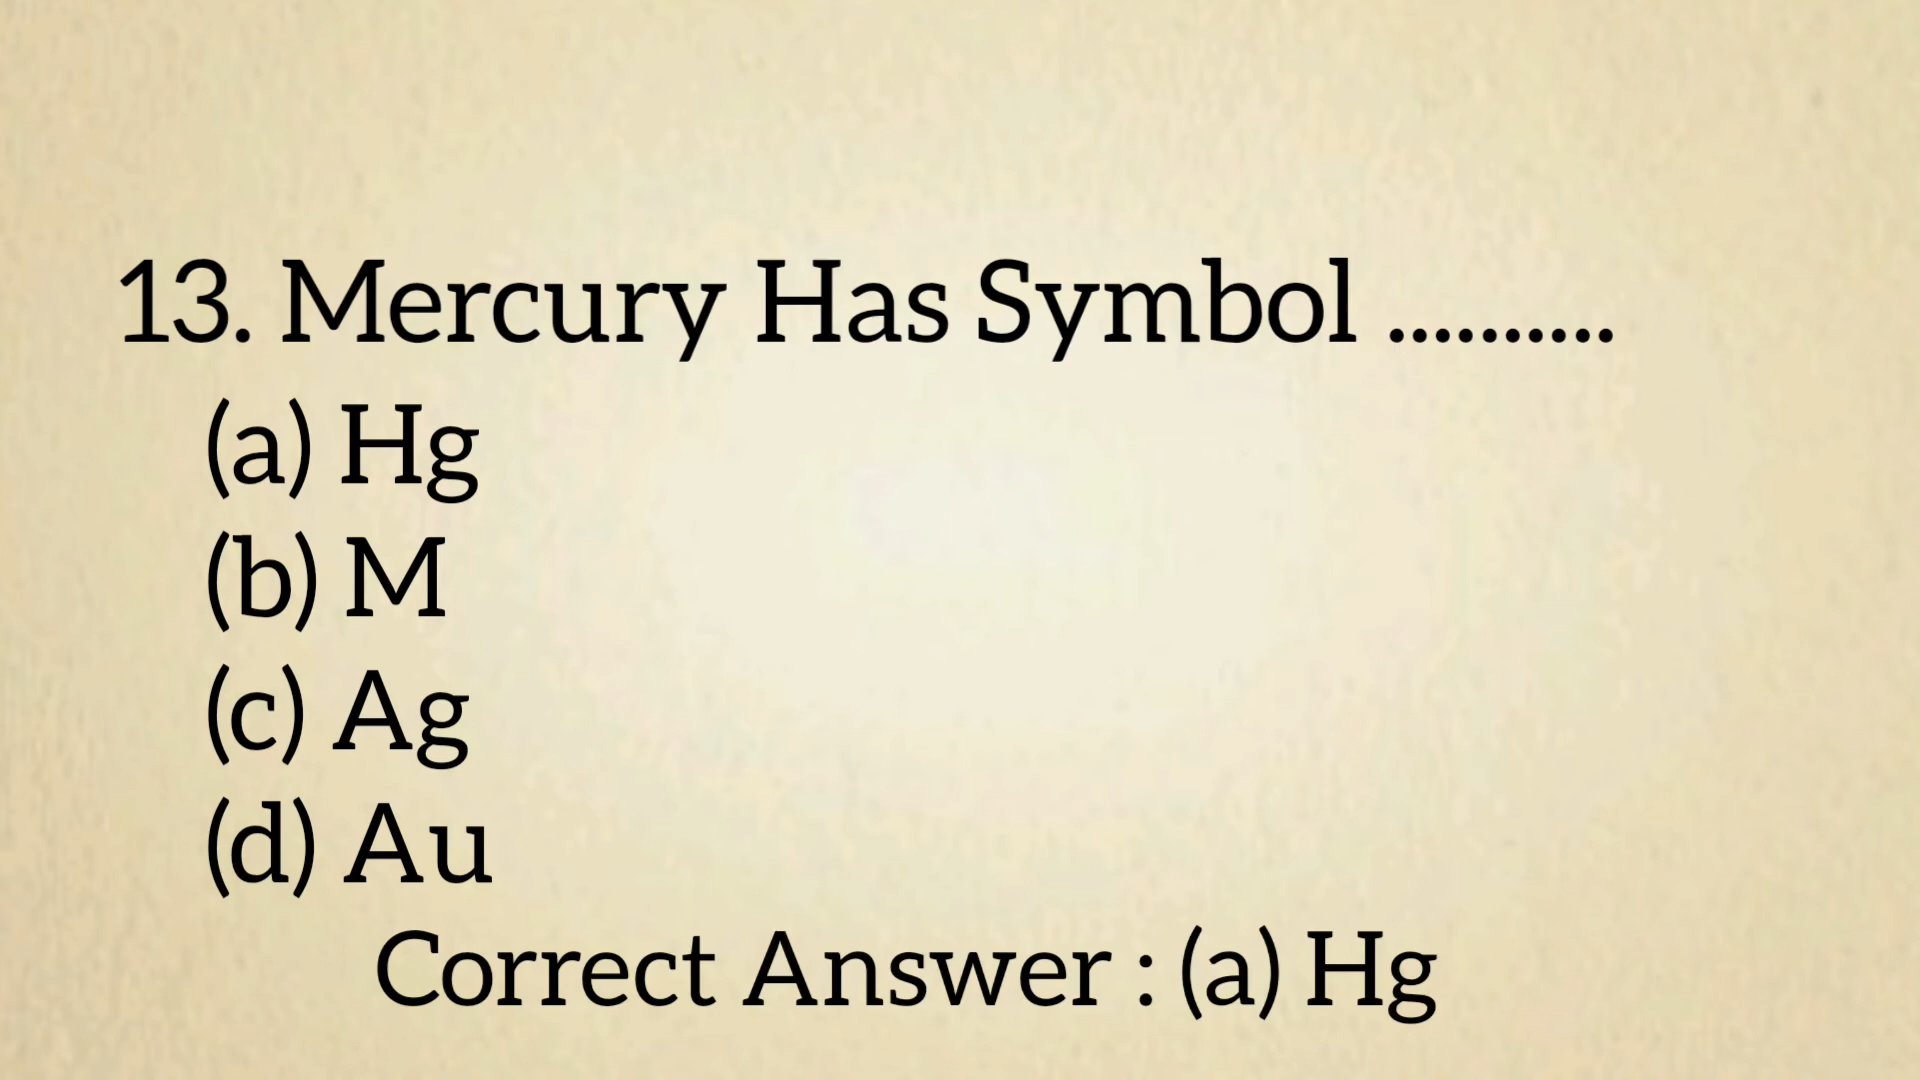 13. Mercury Has Symbol ..........
(a) Hg
(b) M
(c) Ag
(d) Au
Correct Answer : (a) Hg